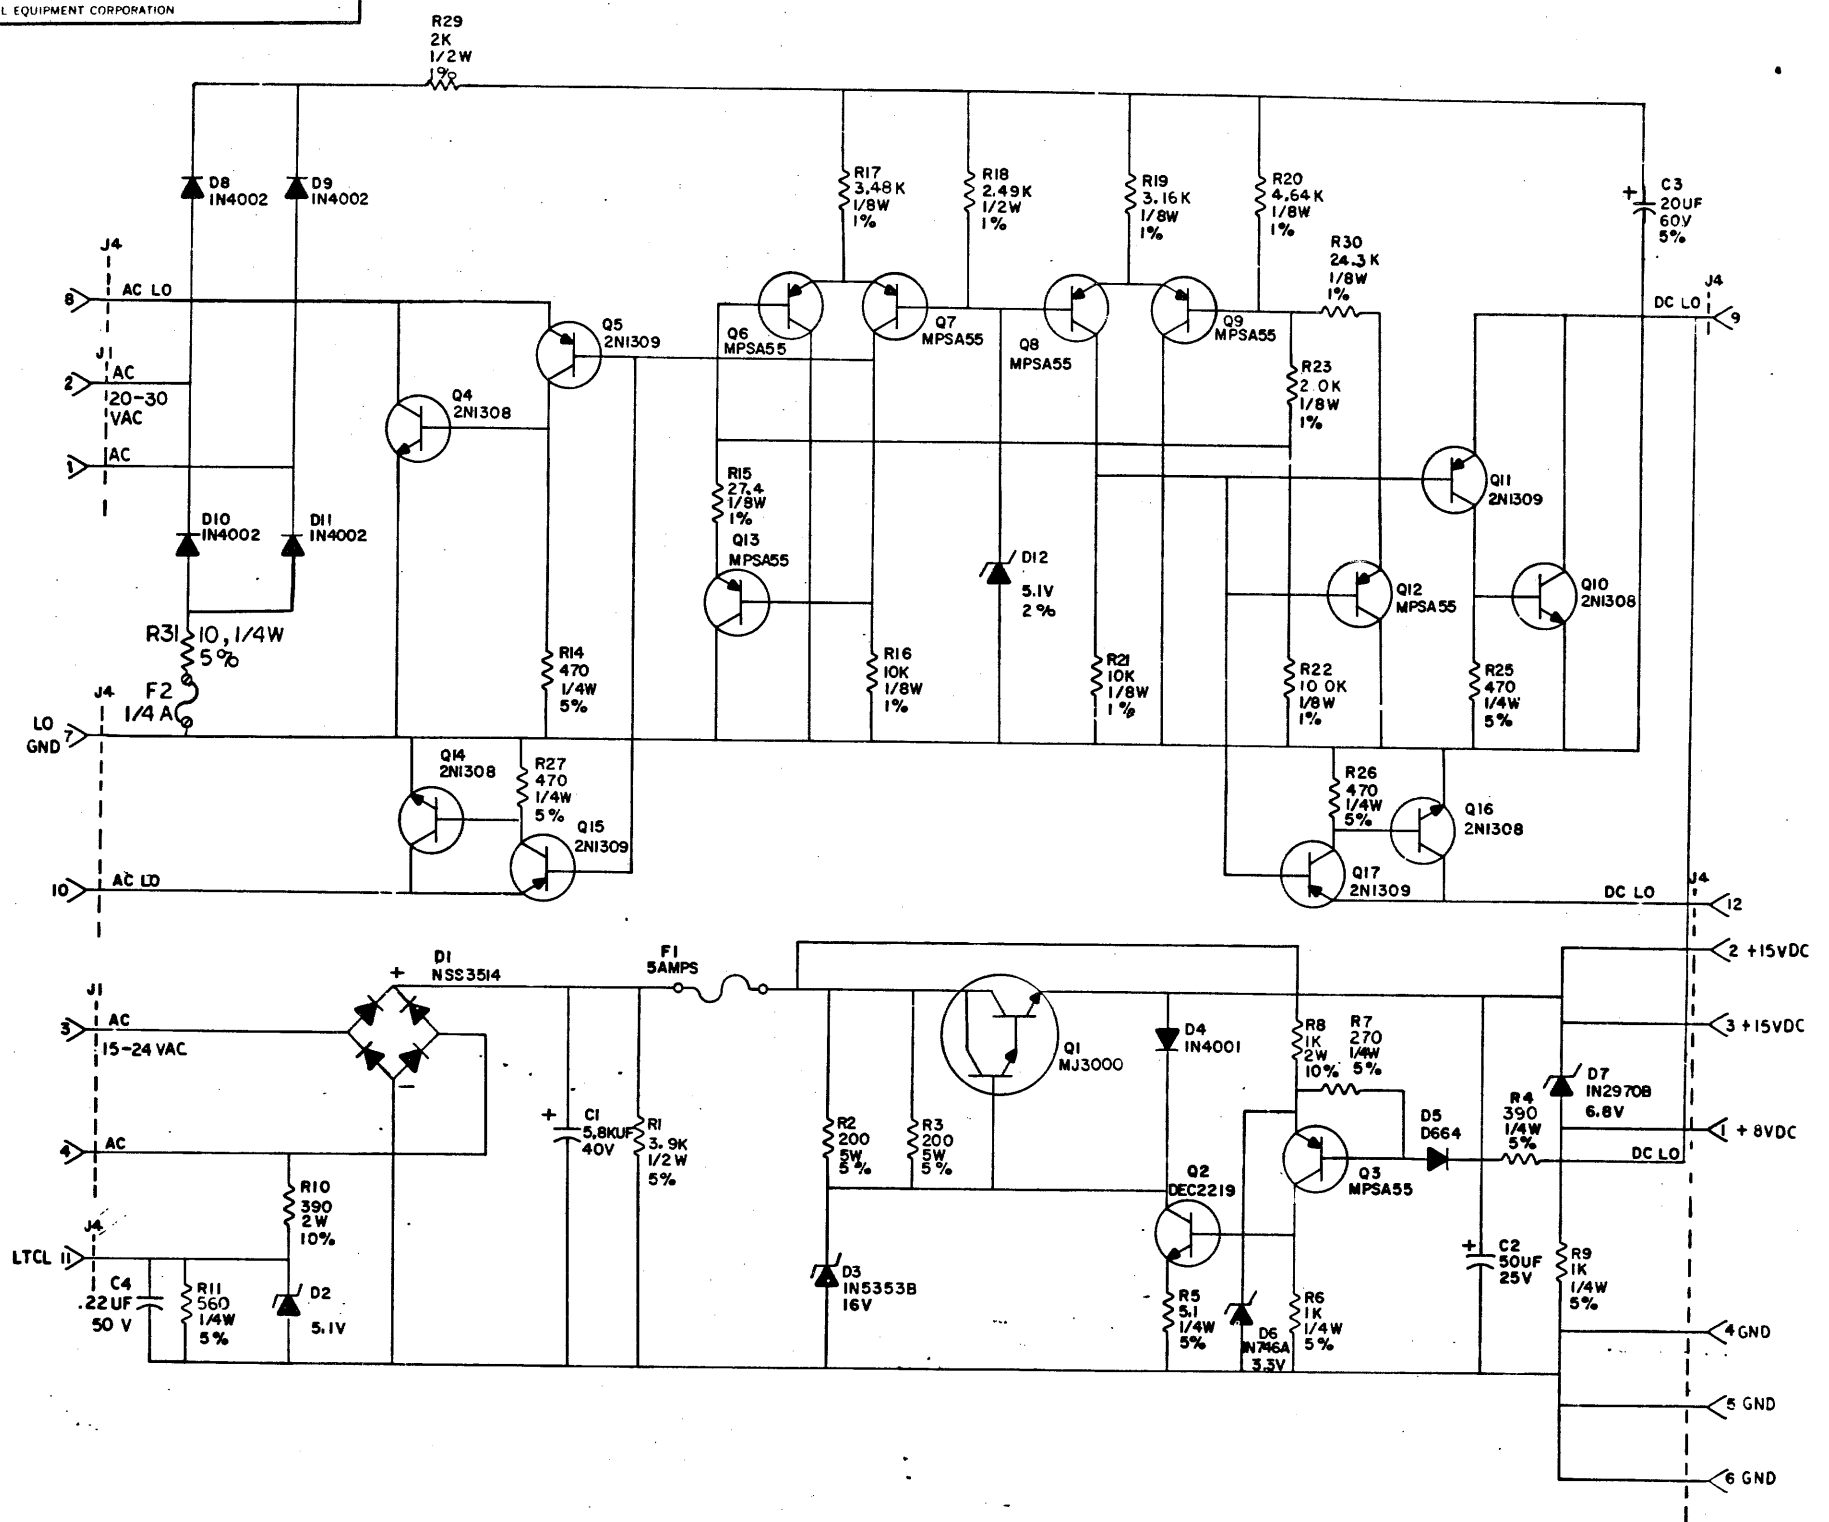 L EQUIPMENT CORPORATION
R29
2K
1/2W
1%
D8
IN4002
D9
IN4002
R17
3.48K
1/8W
1%
R18
2.49K
1/2W
1%
R19
3.16K
1/8W
1%
R20
4.64K
1/8W
1%
R30
24.3K
1/8W
1%
+
C3
20UF
60V
5%
J4
8
AC LO
J1
2
AC
20-30
VAC
1
AC
Q5
2N1309
Q4
2N1308
Q6
MPSA55
Q7
MPSA55
Q8
MPSA55
Q9
MPSA55
J4
DC LO
9
R23
2.0K
1/8W
1%
R15
27.4
1/8W
1%
Q13
MPSA55
Q11
2N1309
D10
IN4002
D11
IN4002
D12
5.1V
2%
Q12
MPSA55
Q10
2N1308
R31
10, 1/4W
5%
F2
1/4A
J4
LO
GND
7
R14
470
1/4W
5%
R16
10K
1/8W
1%
R21
10K
1/8W
1%
R22
10.0K
1/8W
1%
R25
470
1/4W
5%
Q14
2N1308
R27
470
1/4W
5%
Q15
2N1309
R26
470
1/4W
5%
Q16
2N1308
Q17
2N1309
10
AC LO
J4
DC LO
12
D1
NSS3514
+
−
F1
5AMPS
2 +15VDC
3 +15VDC
J1
3
AC
15-24 VAC
4
AC
Q1
MJ3000
D4
IN4001
R8
1K
2W
10%
R7
270
1/4W
5%
D7
IN2970B
6.8V
+
C1
5.8KUF
40V
R1
3.9K
1/2W
5%
R2
200
5W
5%
R3
200
5W
5%
D5
D664
R4
390
1/4W
5%
1 +8VDC
DC LO
Q2
DEC2219
Q3
MPSA55
R10
390
2W
10%
J4
LTCL 11
C4
.22UF
50 V
R11
560
1/4W
5%
D2
5.1V
D3
IN5353B
16V
R5
5.1
1/4W
5%
D6
IN746A
3.3V
R6
1K
1/4W
5%
+
C2
50UF
25V
R9
1K
1/4W
5%
4 GND
5 GND
6 GND